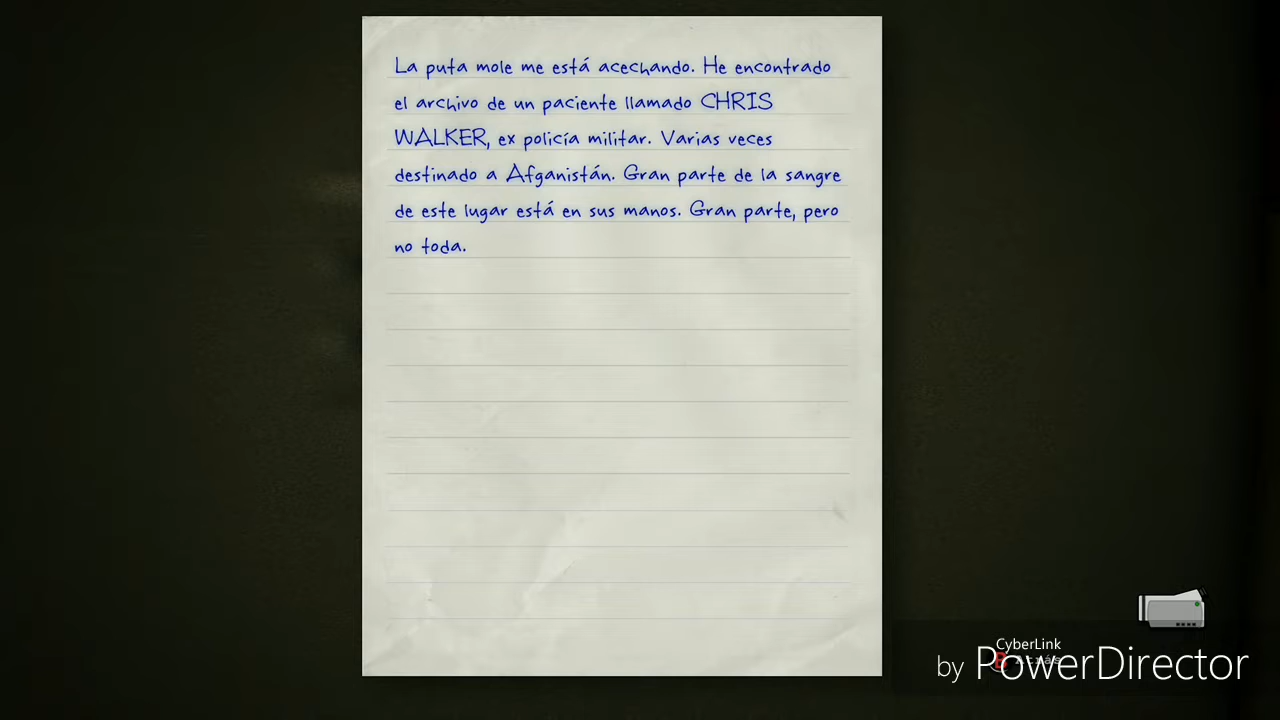 La puta mole me está acechando. He encontrado
el archivo de un paciente llamado CHRIS
WALKER, ex policía militar. Varias veces
destinado a Afganistán. Gran parte de la sangre
de este lugar está en sus manos. Gran parte, pero
no toda.
CyberLink
B Atrás
by PowerDirector